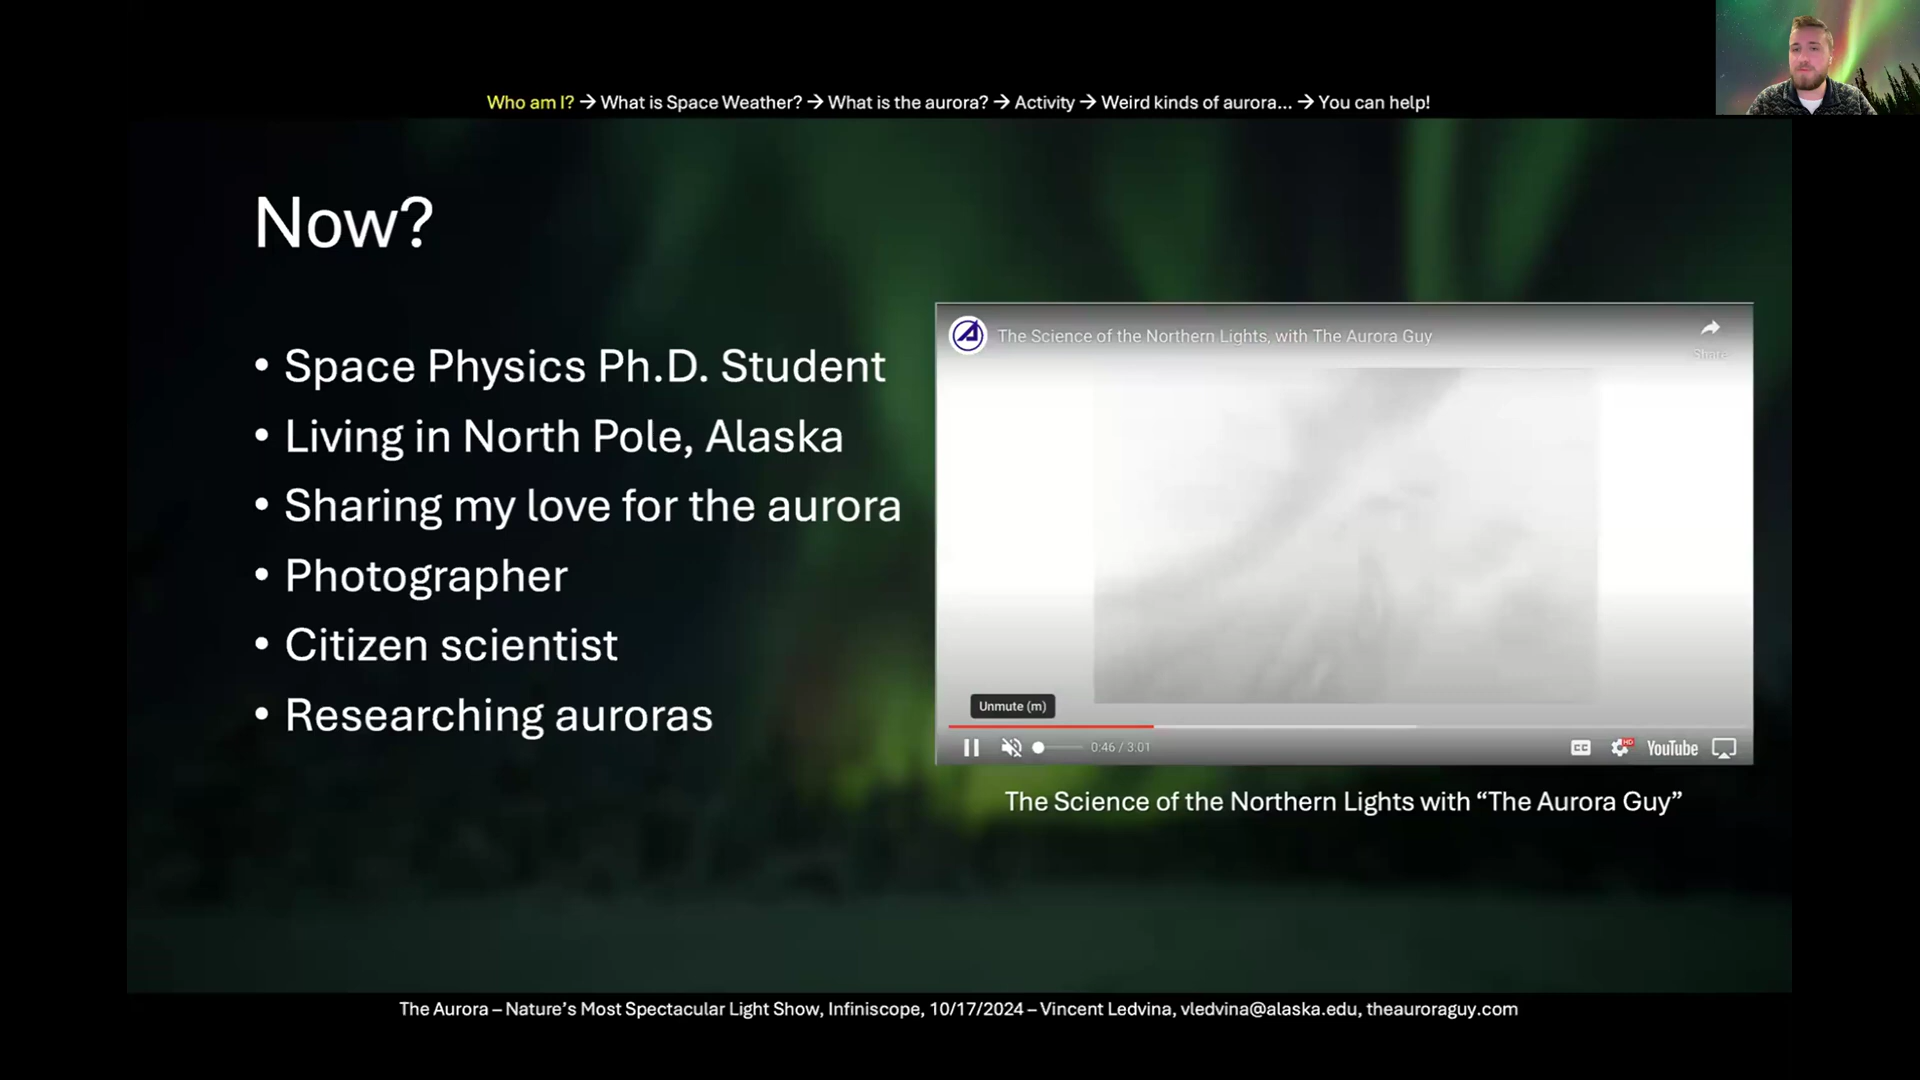 Who am I? → What is Space Weather? → What is the aurora? → Activity → Weird kinds of aurora... → You can help!
Now?
• Space Physics Ph.D. Student
• Living in North Pole, Alaska
• Sharing my love for the aurora
• Photographer
• Citizen scientist
• Researching auroras
The Science of the Northern Lights, with The Aurora Guy
Share
Unmute (m)
0:46 / 3:01
CC
HD
YouTube
The Science of the Northern Lights with “The Aurora Guy”
The Aurora – Nature’s Most Spectacular Light Show, Infiniscope, 10/17/2024 – Vincent Ledvina, vledvina@alaska.edu, theauroraguy.com